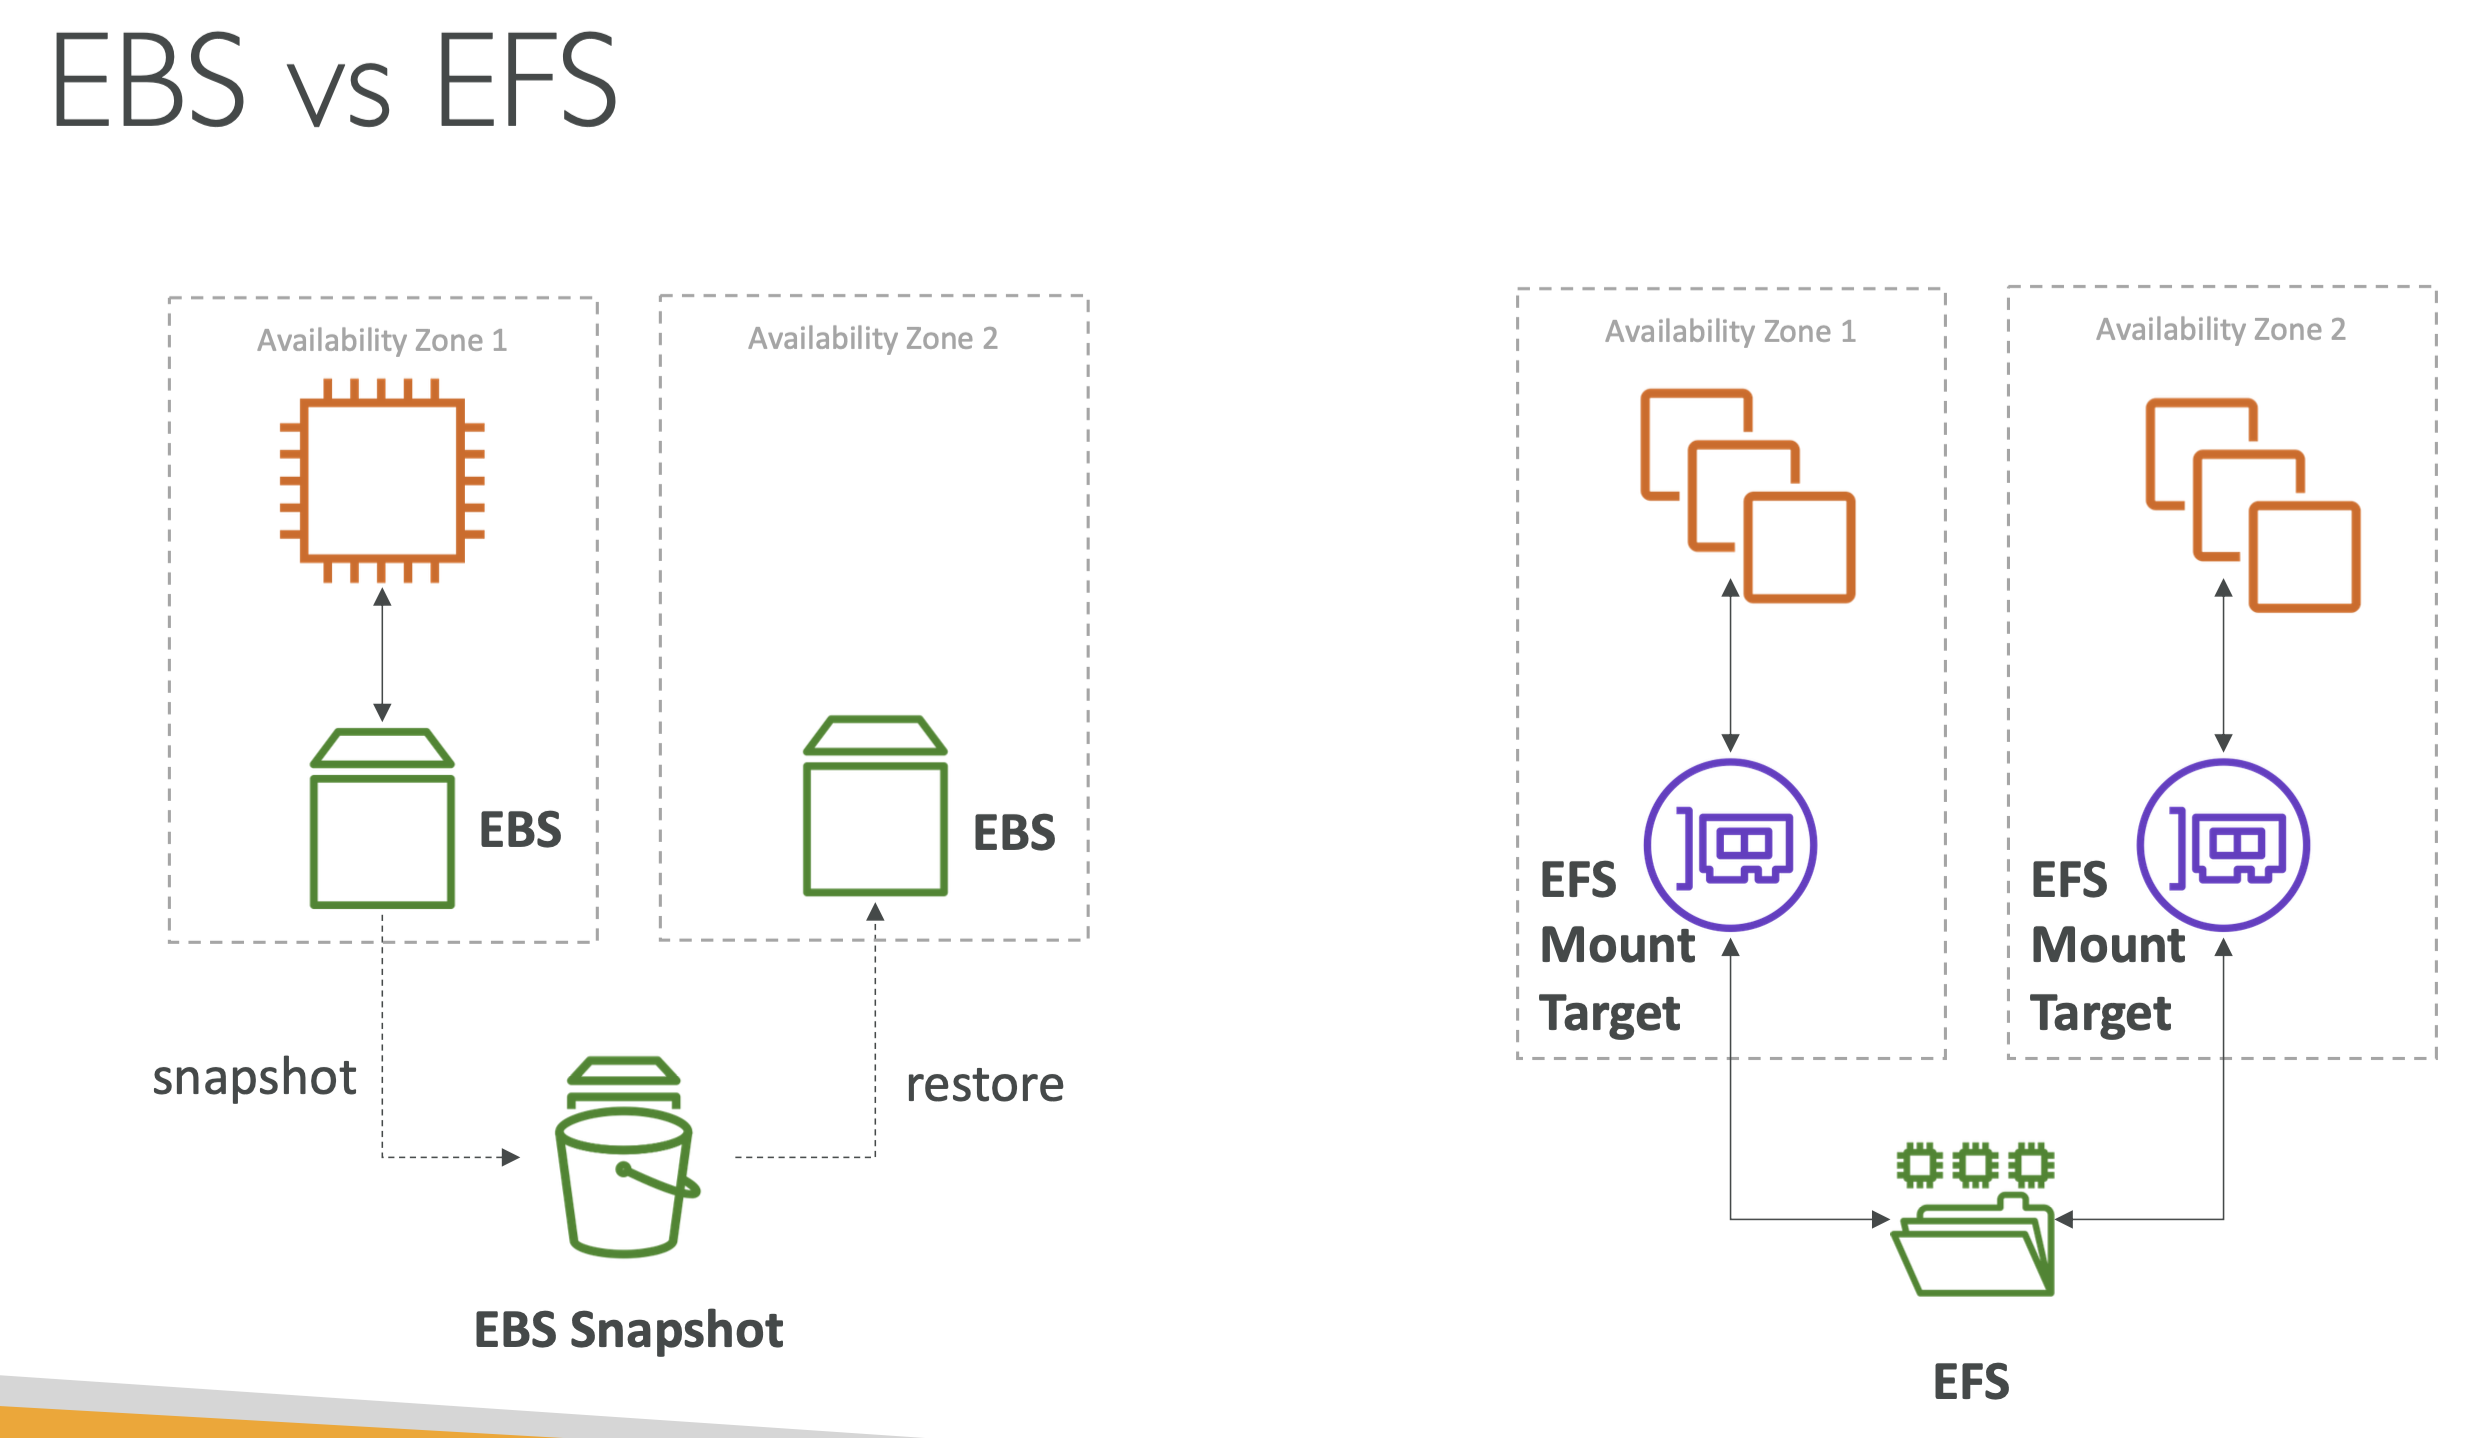 EBS vs EFS
Availability Zone 1
Availability Zone 2
EBS
EBS
snapshot
restore
EBS Snapshot
Availability Zone 1
Availability Zone 2
EFS
Mount
Target
EFS
Mount
Target
EFS